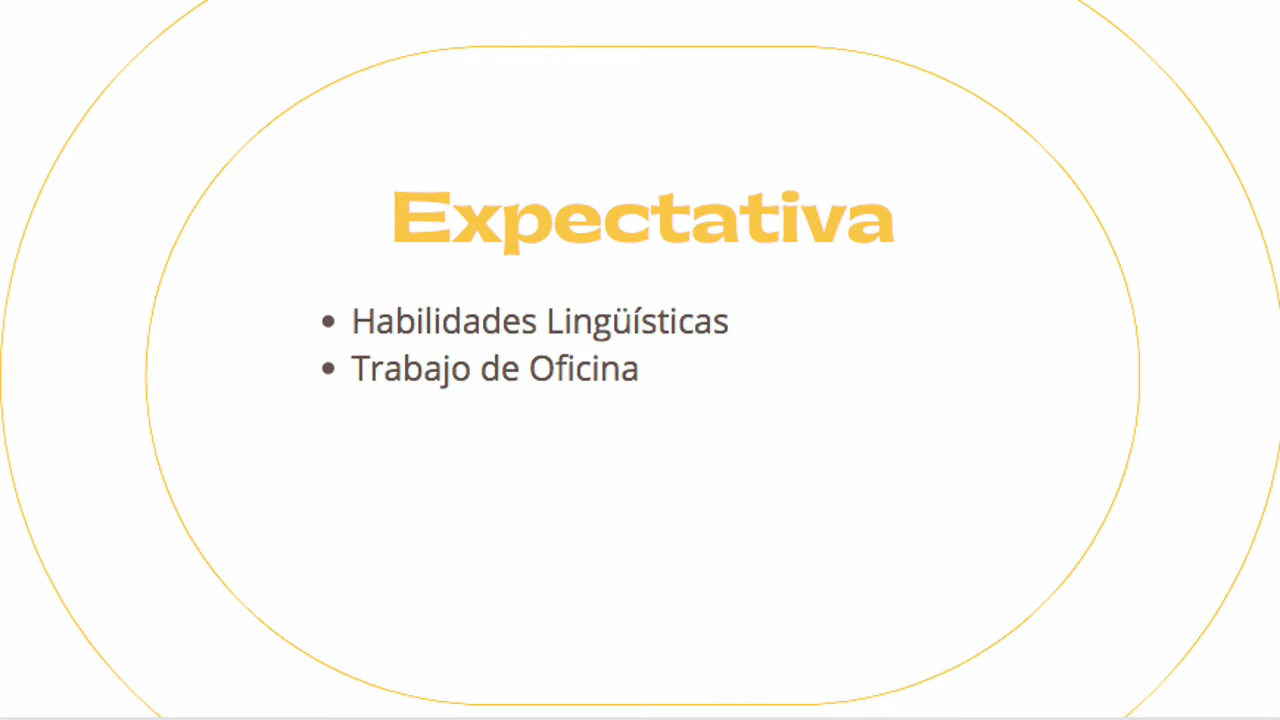 Expectativa
• Habilidades Lingüísticas
• Trabajo de Oficina